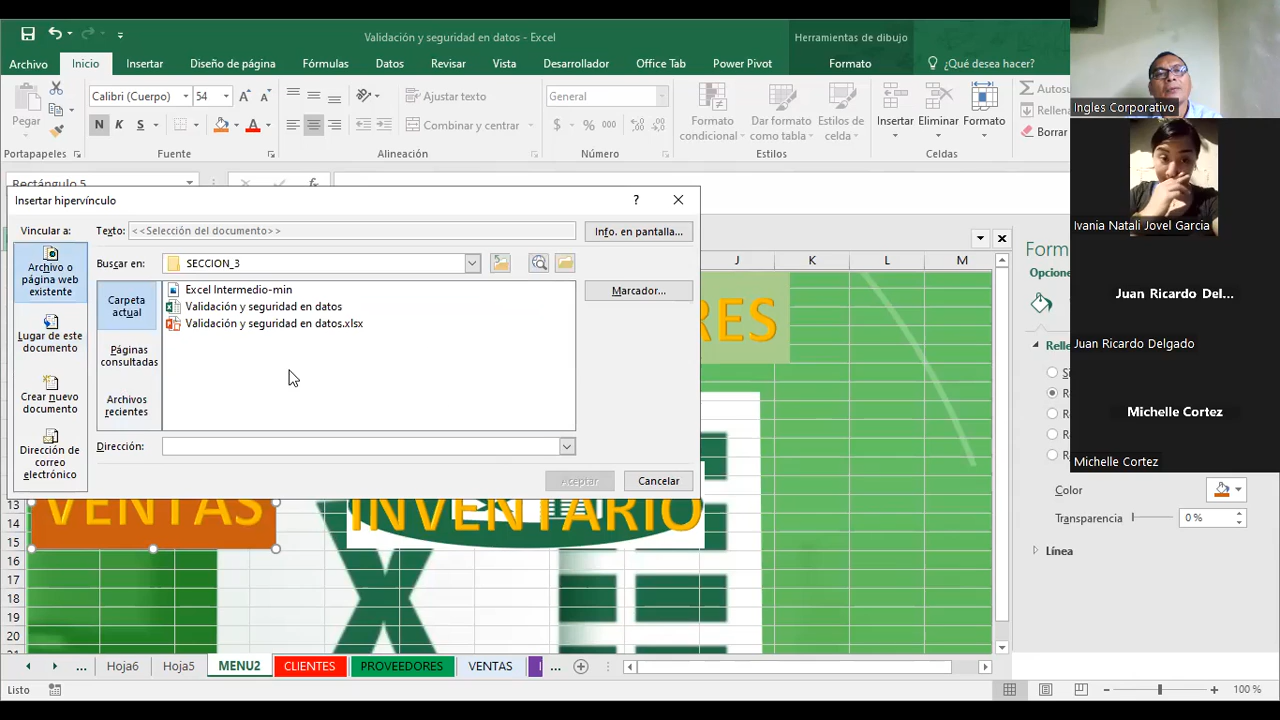 Validación y seguridad en datos - Excel
Herramientas de dibujo
Archivo Inicio Insertar Diseño de página Fórmulas Datos Revisar Vista Desarrollador Office Tab Power Pivot Formato ¿Qué desea hacer?
Pegar
Calibri (Cuerpo) 54
N K S
Ajustar texto
Combinar y centrar
General
$ % 000
Formato condicional
Dar formato como tabla
Estilos de celda
Insertar Eliminar Formato
Autosu
Rellena
Borrar
Portapapeles Fuente Alineación Número Estilos Celdas
Rectángulo 5
fx
Insertar hipervínculo
Vincular a:
Texto: <<Selección del documento>>
Info. en pantalla...
Archivo o página web existente
Buscar en: SECCION_3
Marcador...
Carpeta actual
Excel Intermedio-min
Validación y seguridad en datos
Validación y seguridad en datos.xlsx
Lugar de este documento
Páginas consultadas
Crear nuevo documento
Archivos recientes
Dirección de correo electrónico
Dirección:
Aceptar
Cancelar
J K L M
RES
VENTAS
INVENTARIO
13
14
15
16
17
18
19
20
21
Form
Opcione
Relle
Si
R
R
R
R
Color
Transparencia 0 %
Línea
Ingles Corporativo
Ivania Natali Jovel Garcia
Juan Ricardo Del...
Juan Ricardo Delgado
Michelle Cortez
Michelle Cortez
... Hoja6 Hoja5 MENU2 CLIENTES PROVEEDORES VENTAS I ...
Listo
100 %